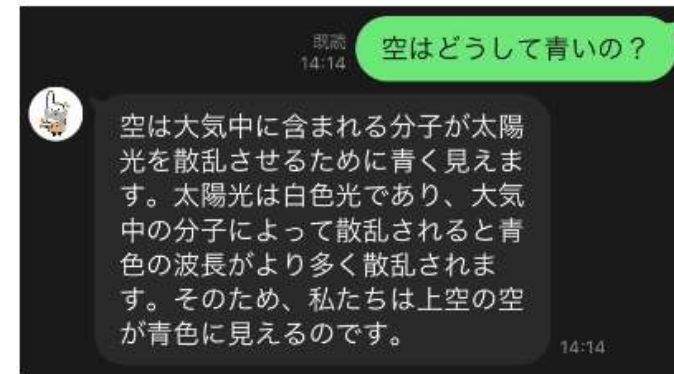 空はどうして青いの？
既読
14:14
空は大気中に含まれる分子が太陽
光を散乱させるために青く見えま
す。太陽光は白色光であり、大気
中の分子によって散乱されると青
色の波長がより多く散乱されま
す。そのため、私たちは上空の空
が青色に見えるのです。
14:14